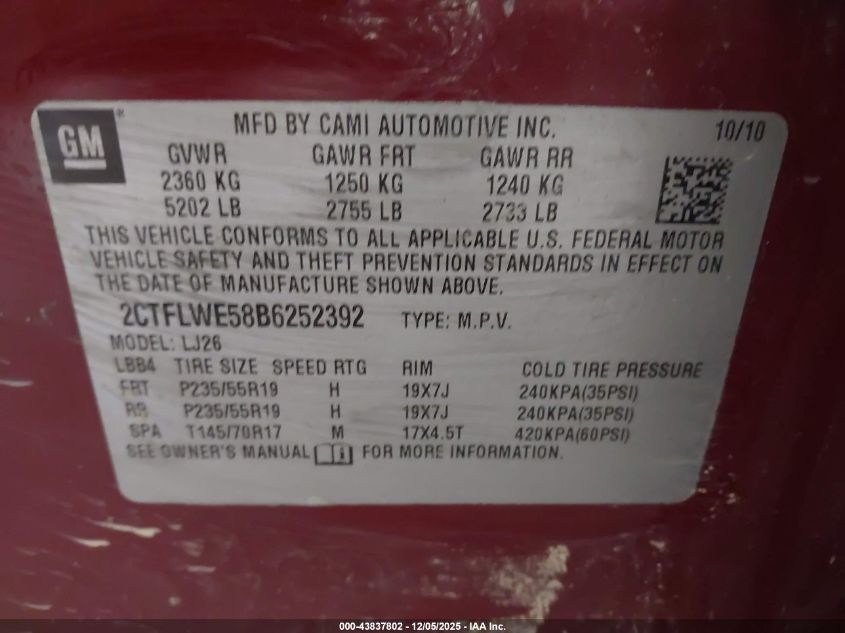 GM
MFD BY CAMI AUTOMOTIVE INC. 10/10
GVWR GAWR FRT GAWR RR
2360 KG 1250 KG 1240 KG
5202 LB 2755 LB 2733 LB
THIS VEHICLE CONFORMS TO ALL APPLICABLE U.S. FEDERAL MOTOR
VEHICLE SAFETY AND THEFT PREVENTION STANDARDS IN EFFECT ON
THE DATE OF MANUFACTURE SHOWN ABOVE.
2CTFLWE58B6252392 TYPE: M.P.V.
MODEL: LJ26
LBB4 TIRE SIZE SPEED RTG RIM COLD TIRE PRESSURE
FRT P235/55R19 H 19X7J 240KPA(35PSI)
RR P235/55R19 H 19X7J 240KPA(35PSI)
SPA T145/70R17 M 17X4.5T 420KPA(60PSI)
SEE OWNER'S MANUAL FOR MORE INFORMATION.
000-43837802 - 12/05/2025 - IAA Inc.